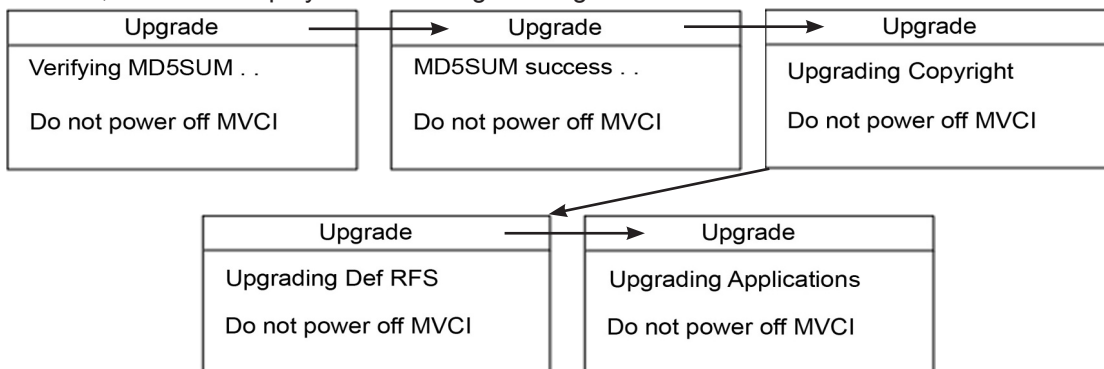 Upgrade
Verifying MD5SUM . .
Do not power off MVCI
Upgrade
MD5SUM success . .
Do not power off MVCI
Upgrade
Upgrading Copyright
Do not power off MVCI
Upgrade
Upgrading Def RFS
Do not power off MVCI
Upgrade
Upgrading Applications
Do not power off MVCI